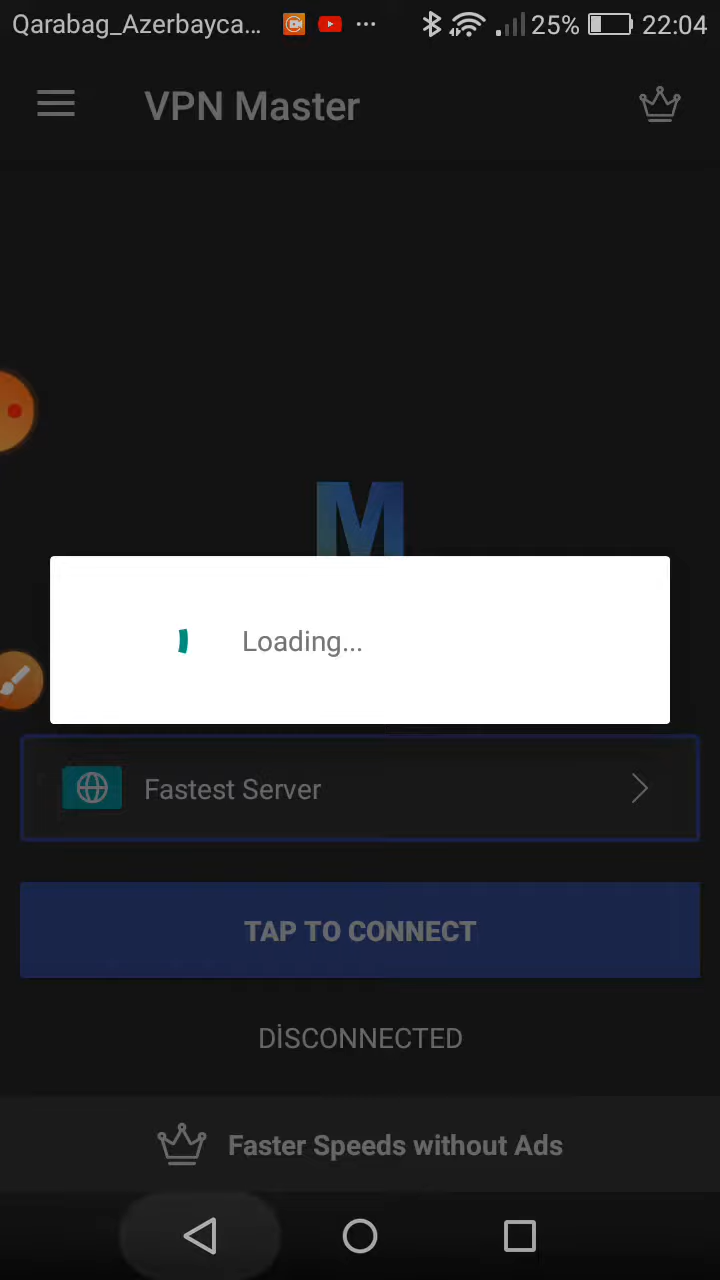 Qarabag_Azerbayca... ... 25% 22:04
VPN Master
M
Loading...
Fastest Server
TAP TO CONNECT
DİSCONNECTED
Faster Speeds without Ads